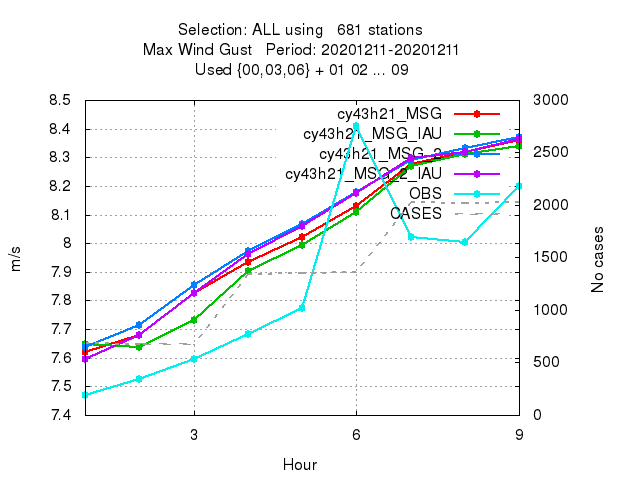 Selection: ALL using 681 stations
Max Wind Gust Period: 20201211-20201211
Used {00,03,06} + 01 02 ... 09
8.5
8.4
8.3
8.2
8.1
8
7.9
7.8
7.7
7.6
7.5
7.4
m/s
3000
2500
2000
1500
1000
500
0
No cases
cy43h21_MSG
cy43h21_MSG_IAU
cy43h21_MSG_2
cy43h21_MSG_2_IAU
OBS
CASES
3 6 9
Hour